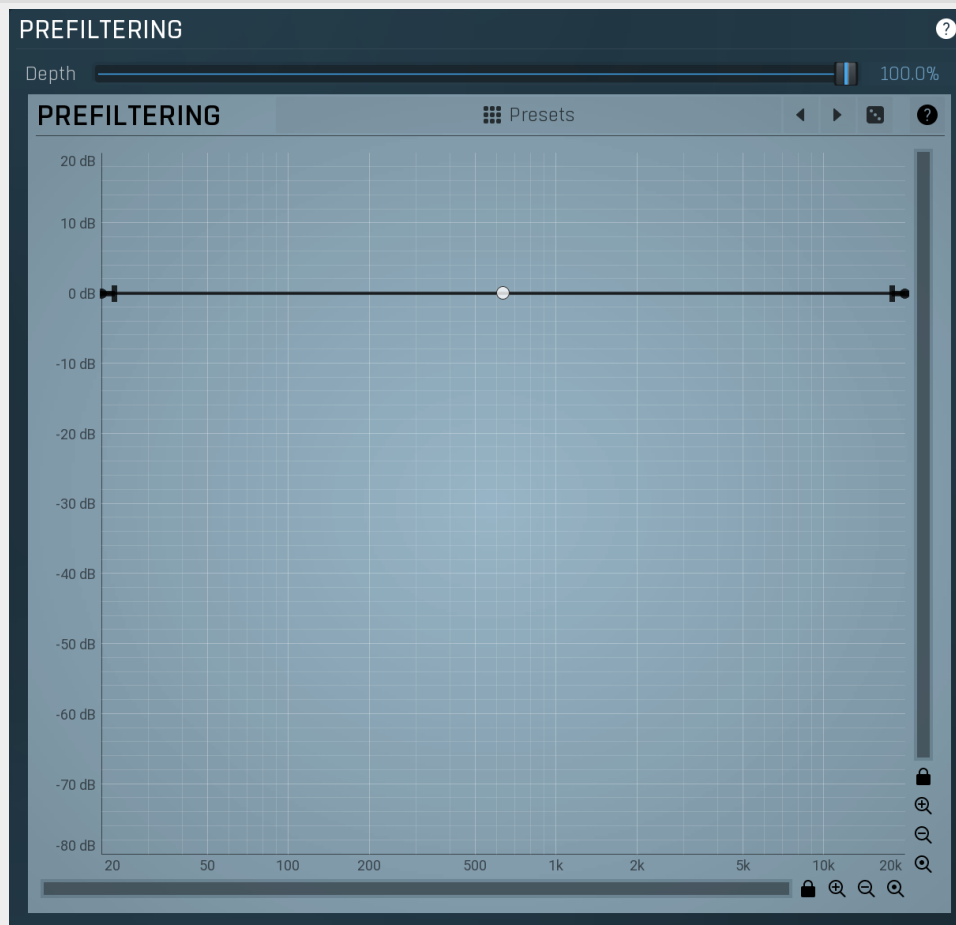 PREFILTERING
?
Depth 100.0%
PREFILTERING Presets ?
20 dB
10 dB
0 dB
-10 dB
-20 dB
-30 dB
-40 dB
-50 dB
-60 dB
-70 dB
-80 dB
20 50 100 200 500 1k 2k 5k 10k 20k